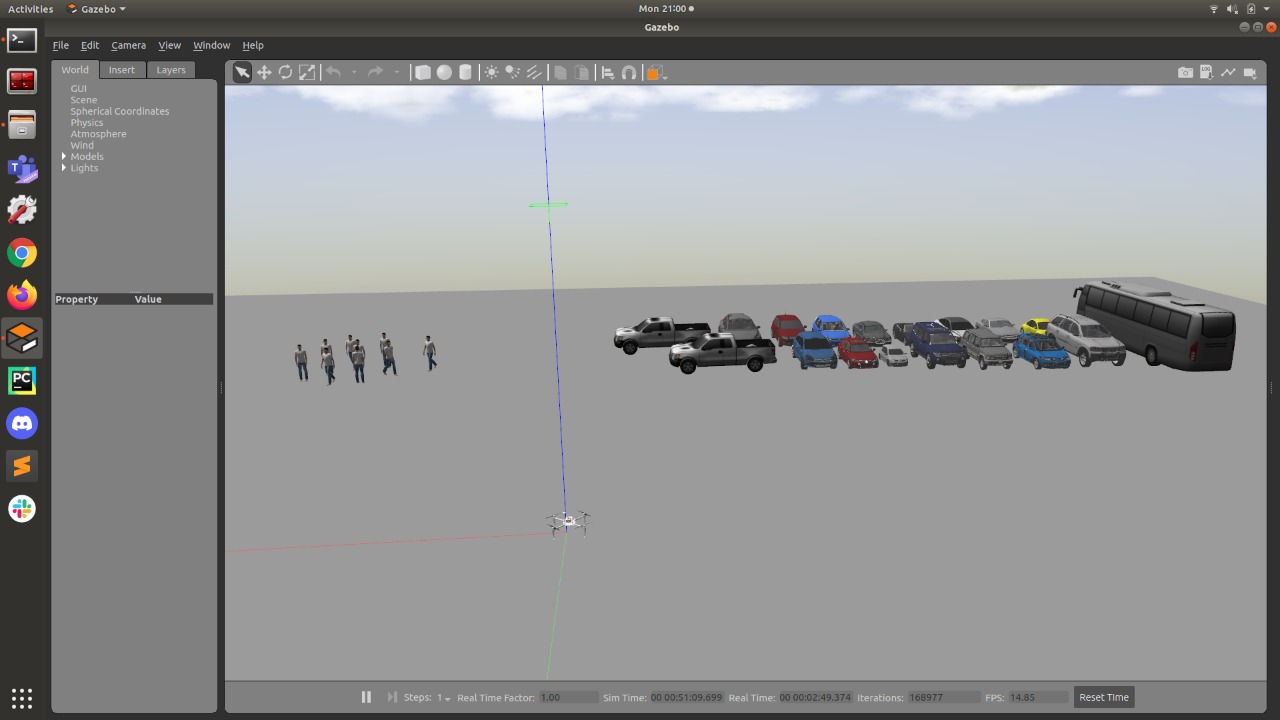 Activities Gazebo Mon 21:00
Gazebo
File Edit Camera View Window Help
World Insert Layers
GUI
Scene
Spherical Coordinates
Physics
Atmosphere
Wind
Models
Lights
Property Value
PC
Steps: 1 Real Time Factor: 1.00 Sim Time: 00 00:51:09.699 Real Time: 00 00:02:49.374 Iterations: 168977 FPS: 14.85 Reset Time